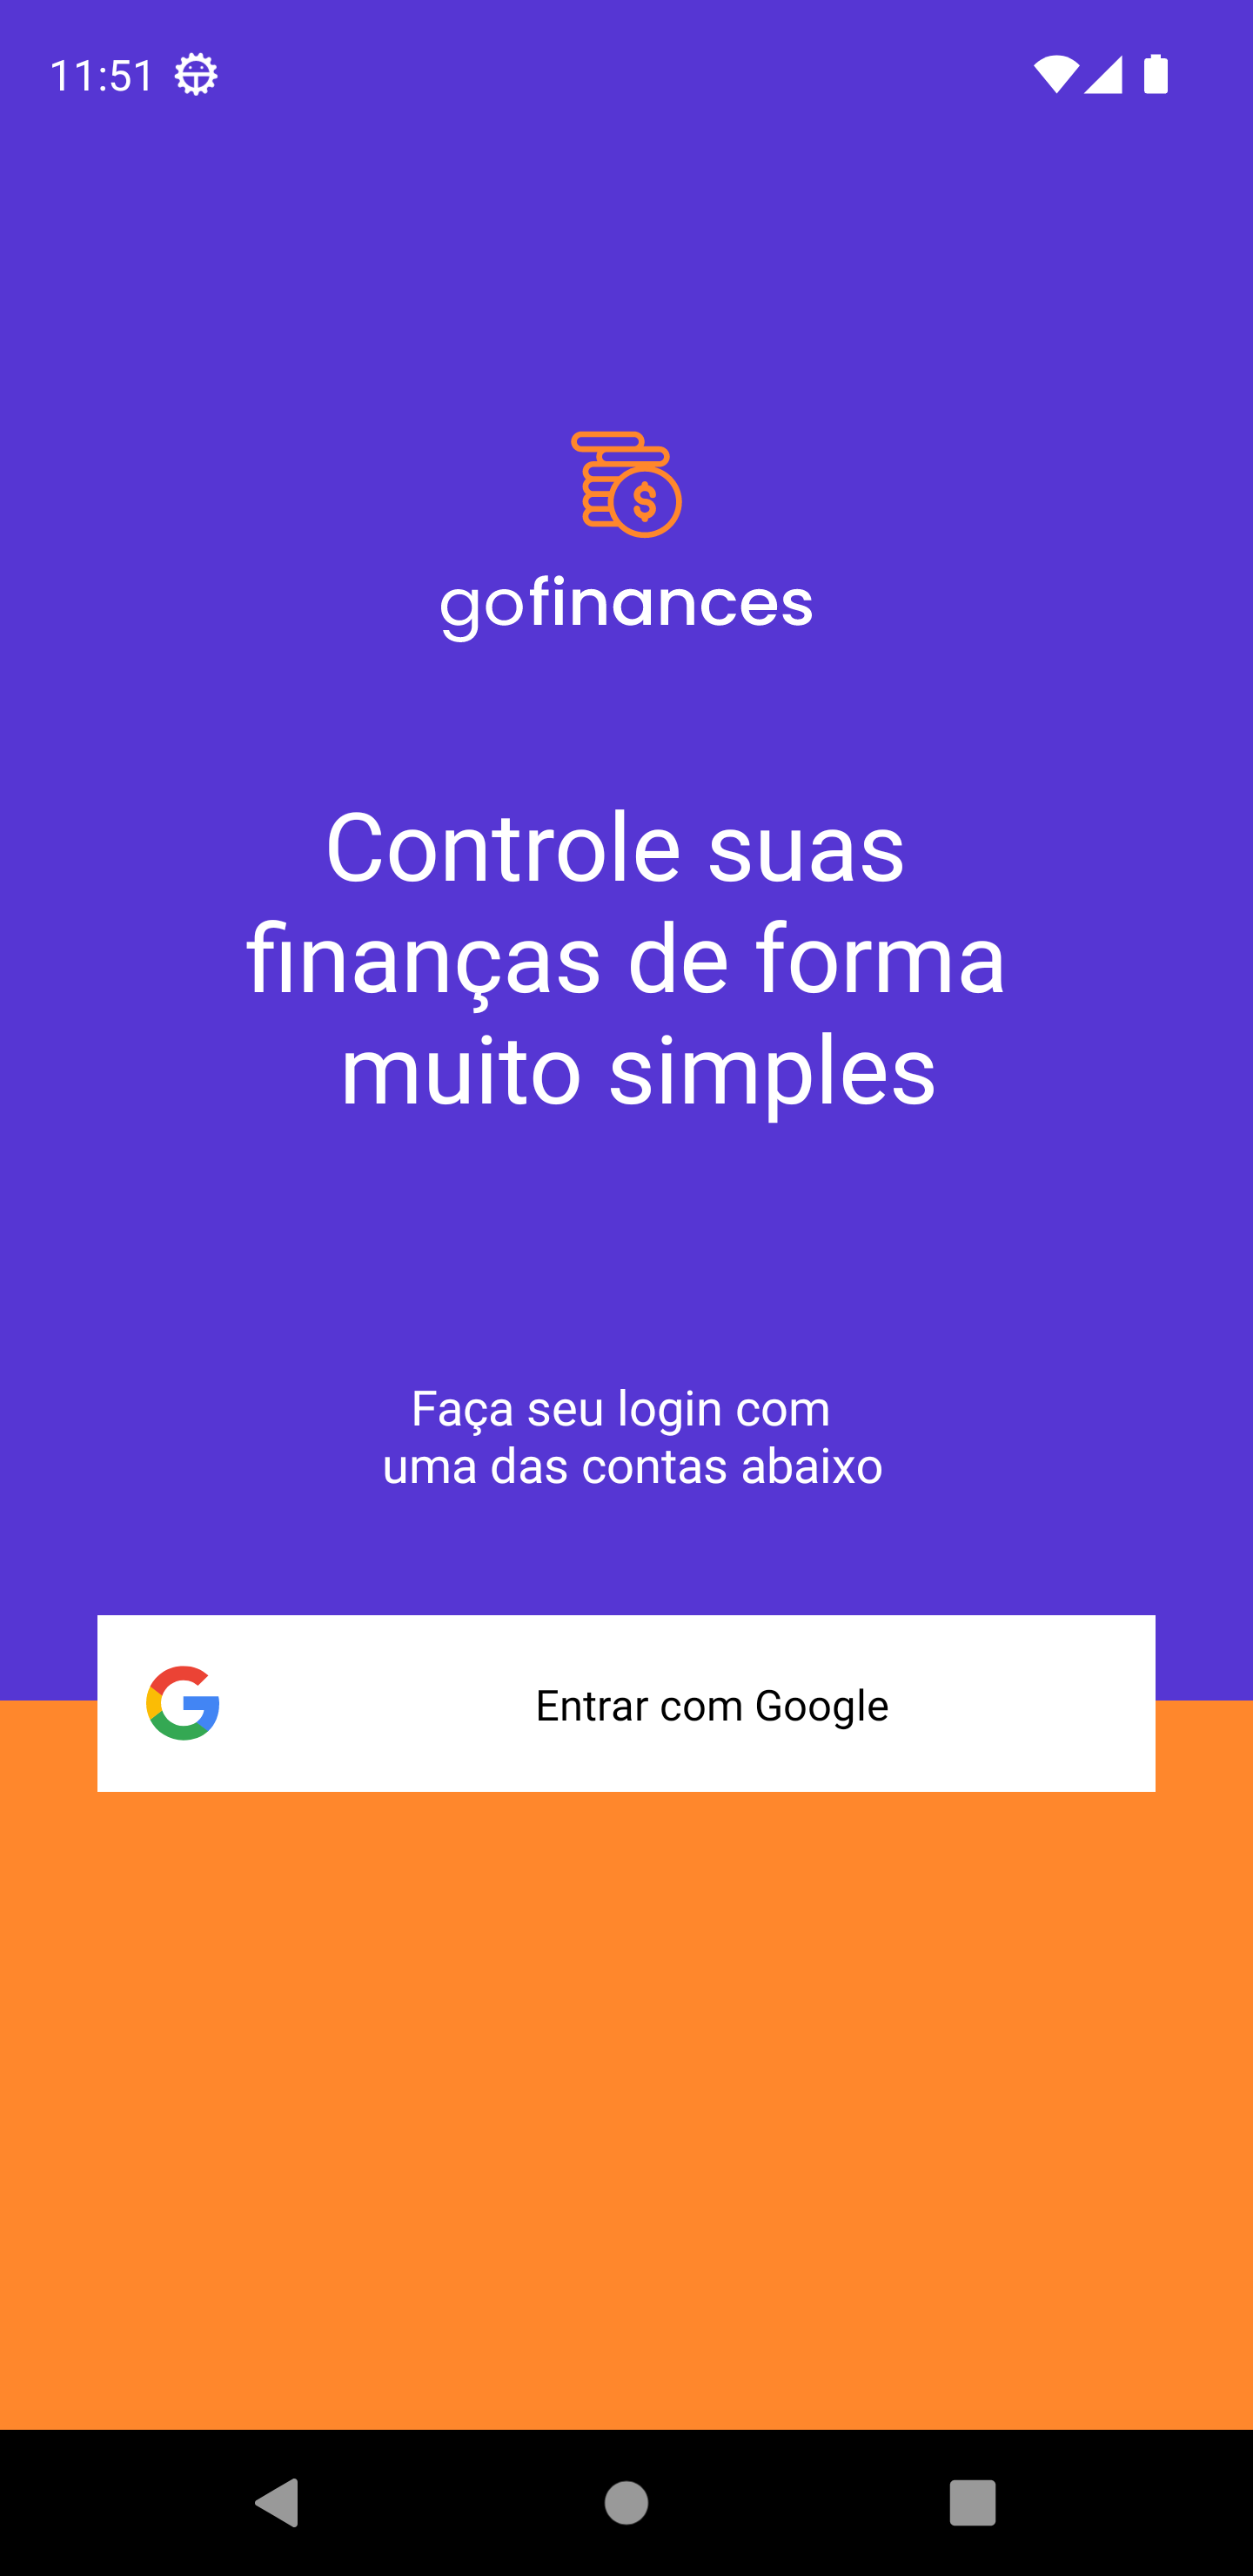 11:51
$
gofinances
Controle suas
finanças de forma
muito simples
Faça seu login com
uma das contas abaixo
Entrar com Google